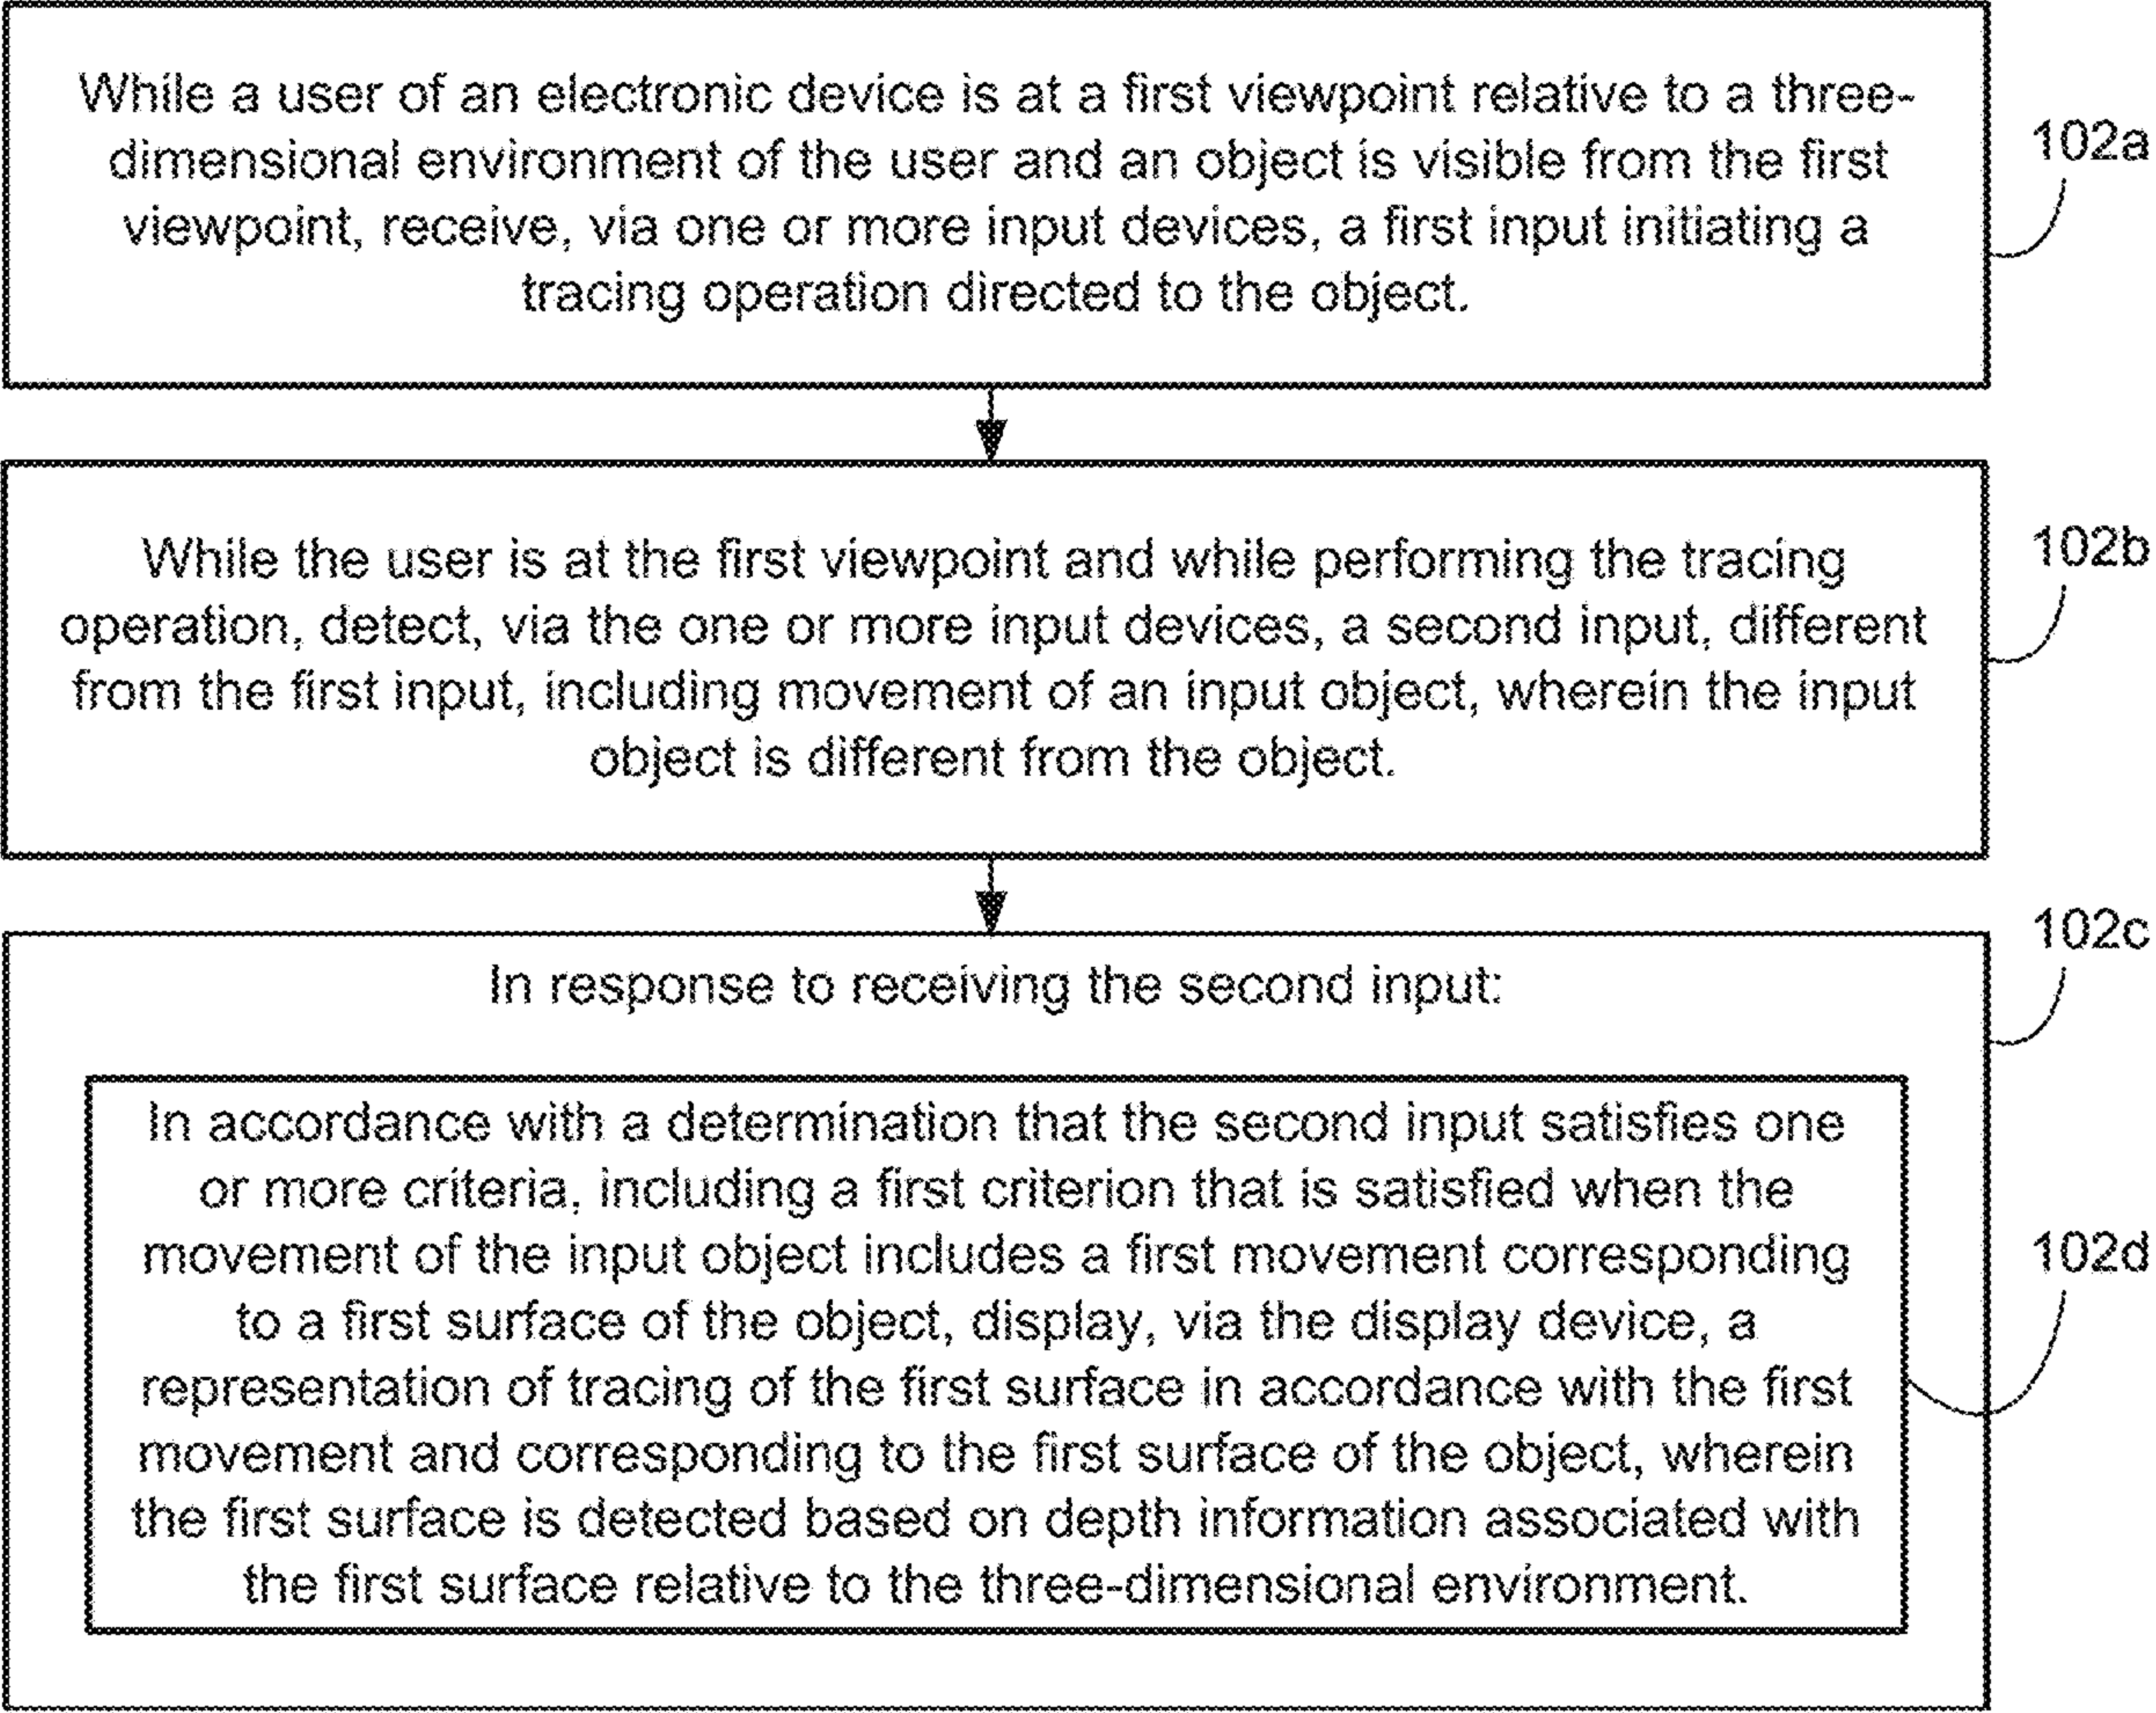 While a user of an electronic device is at a first viewpoint relative to a three-
dimensional environment of the user and an object is visible from the first
viewpoint, receive, via one or more input devices, a first input initiating a
tracing operation directed to the object.
102a
While the user is at the first viewpoint and while performing the tracing
operation, detect, via the one or more input devices, a second input, different
from the first input, including movement of an input object, wherein the input
object is different from the object.
102b
In response to receiving the second input:
102c
In accordance with a determination that the second input satisfies one
or more criteria, including a first criterion that is satisfied when the
movement of the input object includes a first movement corresponding
to a first surface of the object, display, via the display device, a
representation of tracing of the first surface in accordance with the first
movement and corresponding to the first surface of the object, wherein
the first surface is detected based on depth information associated with
the first surface relative to the three-dimensional environment.
102d